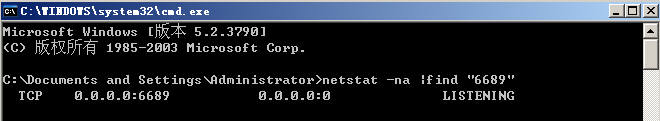 C:\WINDOWS\system32\cmd.exe
Microsoft Windows [版本 5.2.3790]
(C) 版权所有 1985-2003 Microsoft Corp.
C:\Documents and Settings\Administrator>netstat -na |find "6689"
TCP 0.0.0.0:6689 0.0.0.0:0 LISTENING